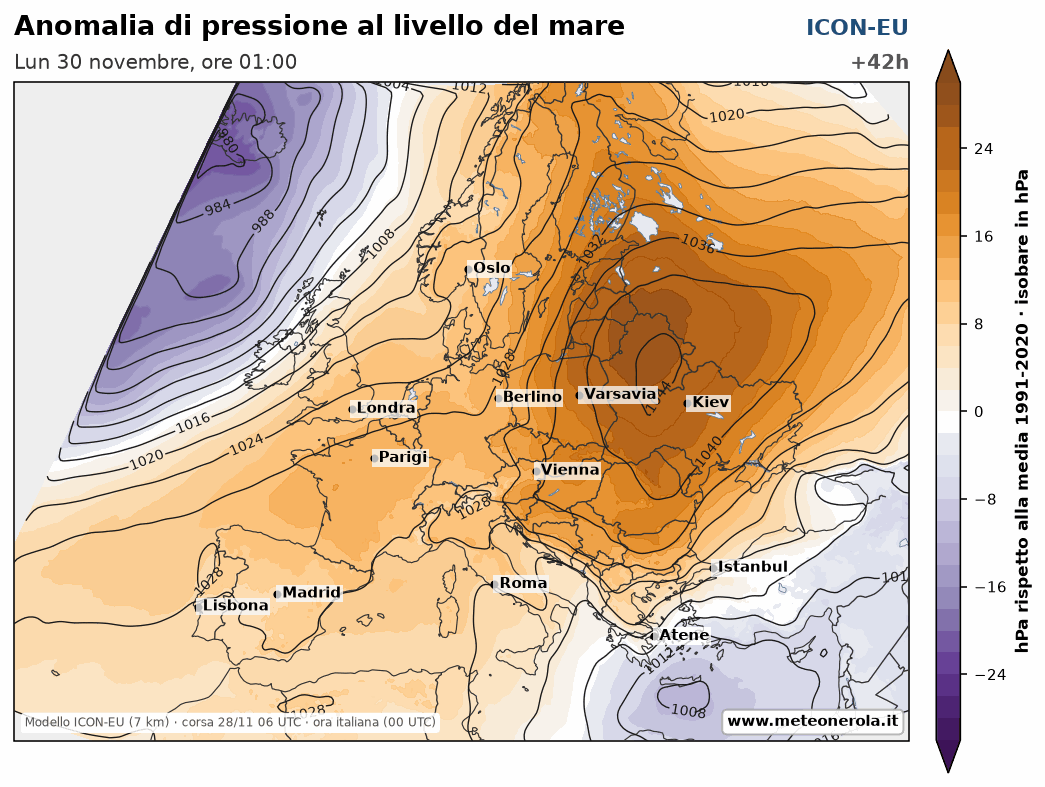 Anomalia di pressione al livello del mare
ICON-EU
Lun 30 novembre, ore 01:00
+42h
1012
1020
980
984
988
1008
1036
1032
Oslo
1028
Berlino
Varsavia
Kiev
Londra
1044
1016
1024
1020
1040
Parigi
Vienna
1028
1028
Istanbul
Roma
Madrid
Lisbona
Atene
1012
1008
1028
Modello ICON-EU (7 km) · corsa 28/11 06 UTC · ora italiana (00 UTC)
www.meteonerola.it
24
16
8
0
−8
−16
−24
hPa rispetto alla media 1991-2020 · isobare in hPa